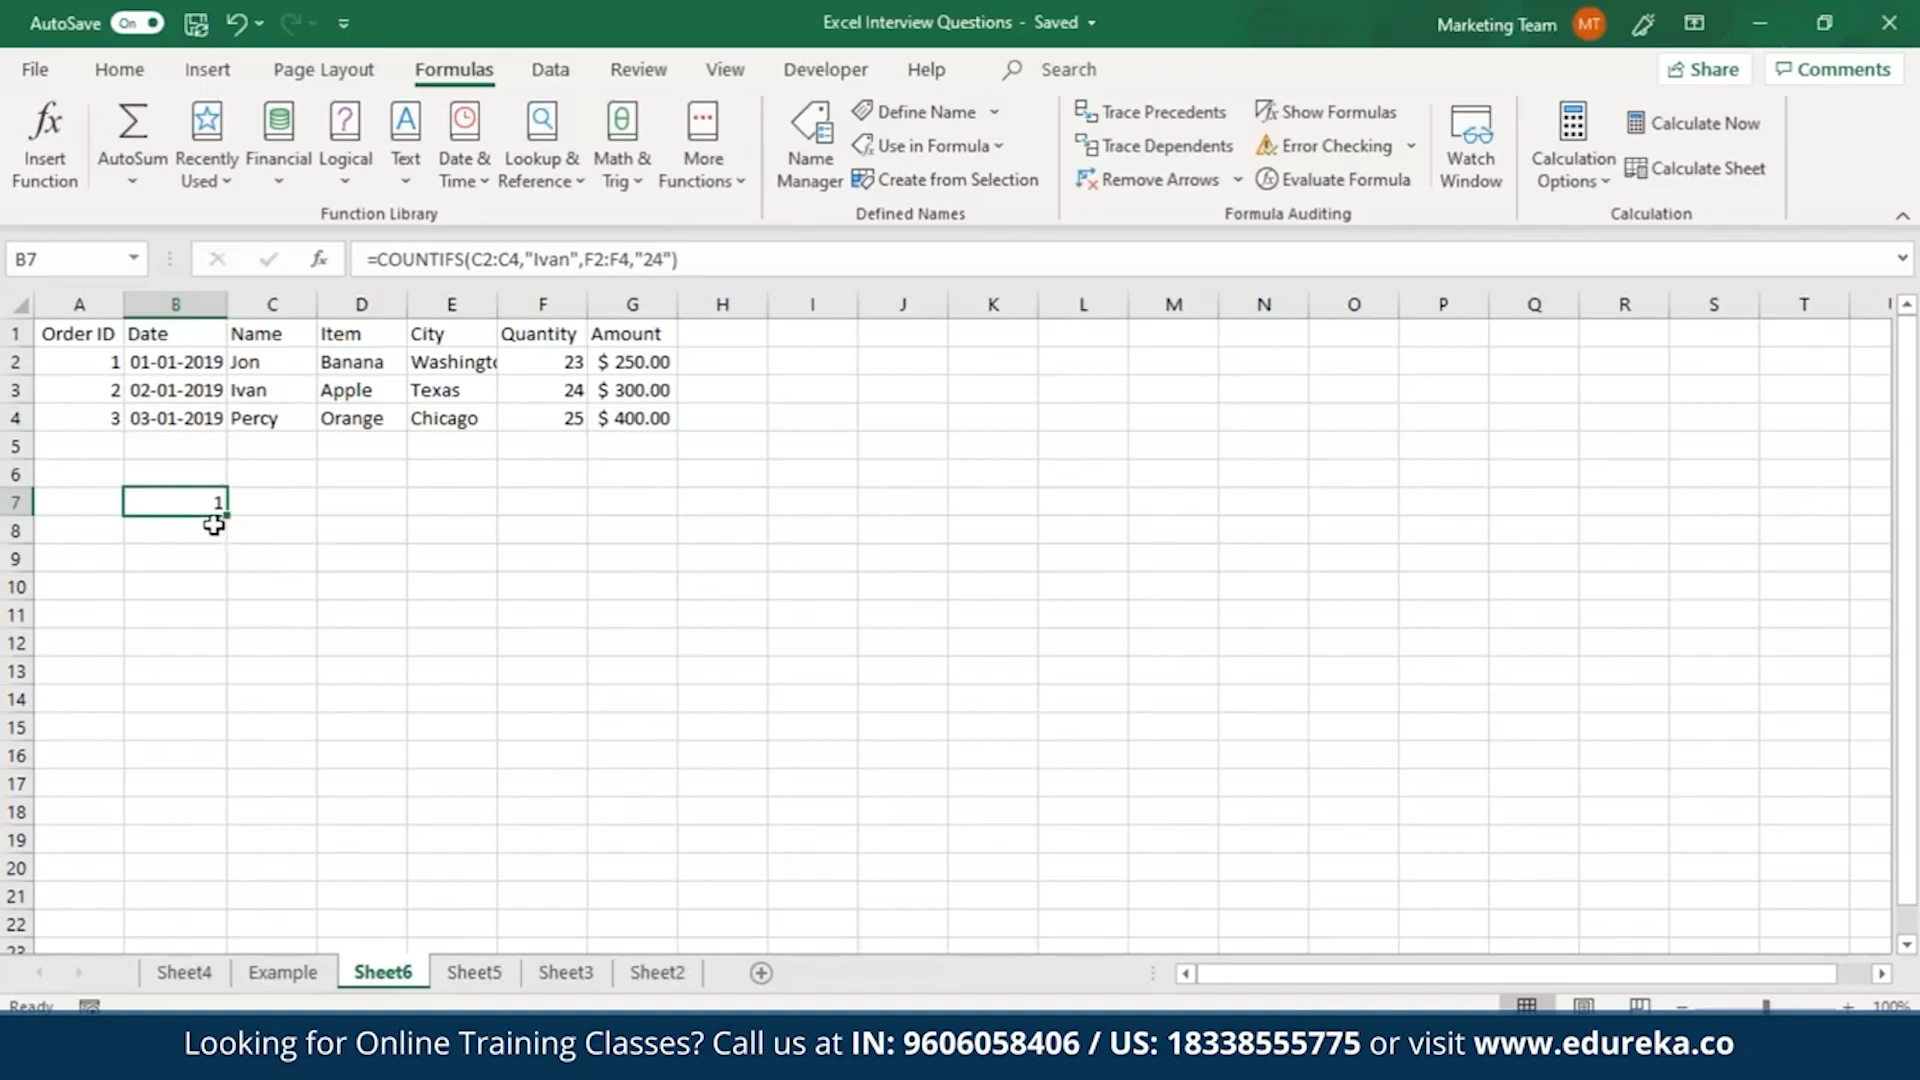 AutoSave On Excel Interview Questions - Saved Marketing Team MT
File Home Insert Page Layout Formulas Data Review View Developer Help Search Share Comments
Insert Function
AutoSum
Recently Used
Financial
Logical
Text
Date & Time
Lookup & Reference
Math & Trig
More Functions
Function Library
Name Manager
Define Name
Use in Formula
Create from Selection
Defined Names
Trace Precedents
Trace Dependents
Remove Arrows
Show Formulas
Error Checking
Evaluate Formula
Formula Auditing
Watch Window
Calculation Options
Calculate Now
Calculate Sheet
Calculation
B7 fx =COUNTIFS(C2:C4,"Ivan",F2:F4,"24")
A B C D E F G H I J K L M N O P Q R S T
1 Order ID Date Name Item City Quantity Amount
2 1 01-01-2019 Jon Banana Washingto 23 $ 250.00
3 2 02-01-2019 Ivan Apple Texas 24 $ 300.00
4 3 03-01-2019 Percy Orange Chicago 25 $ 400.00
5
6
7 1
8
9
10
11
12
13
14
15
16
17
18
19
20
21
22
23
Sheet4 Example Sheet6 Sheet5 Sheet3 Sheet2
Ready 100%
Looking for Online Training Classes? Call us at IN: 9606058406 / US: 18338555775 or visit www.edureka.co